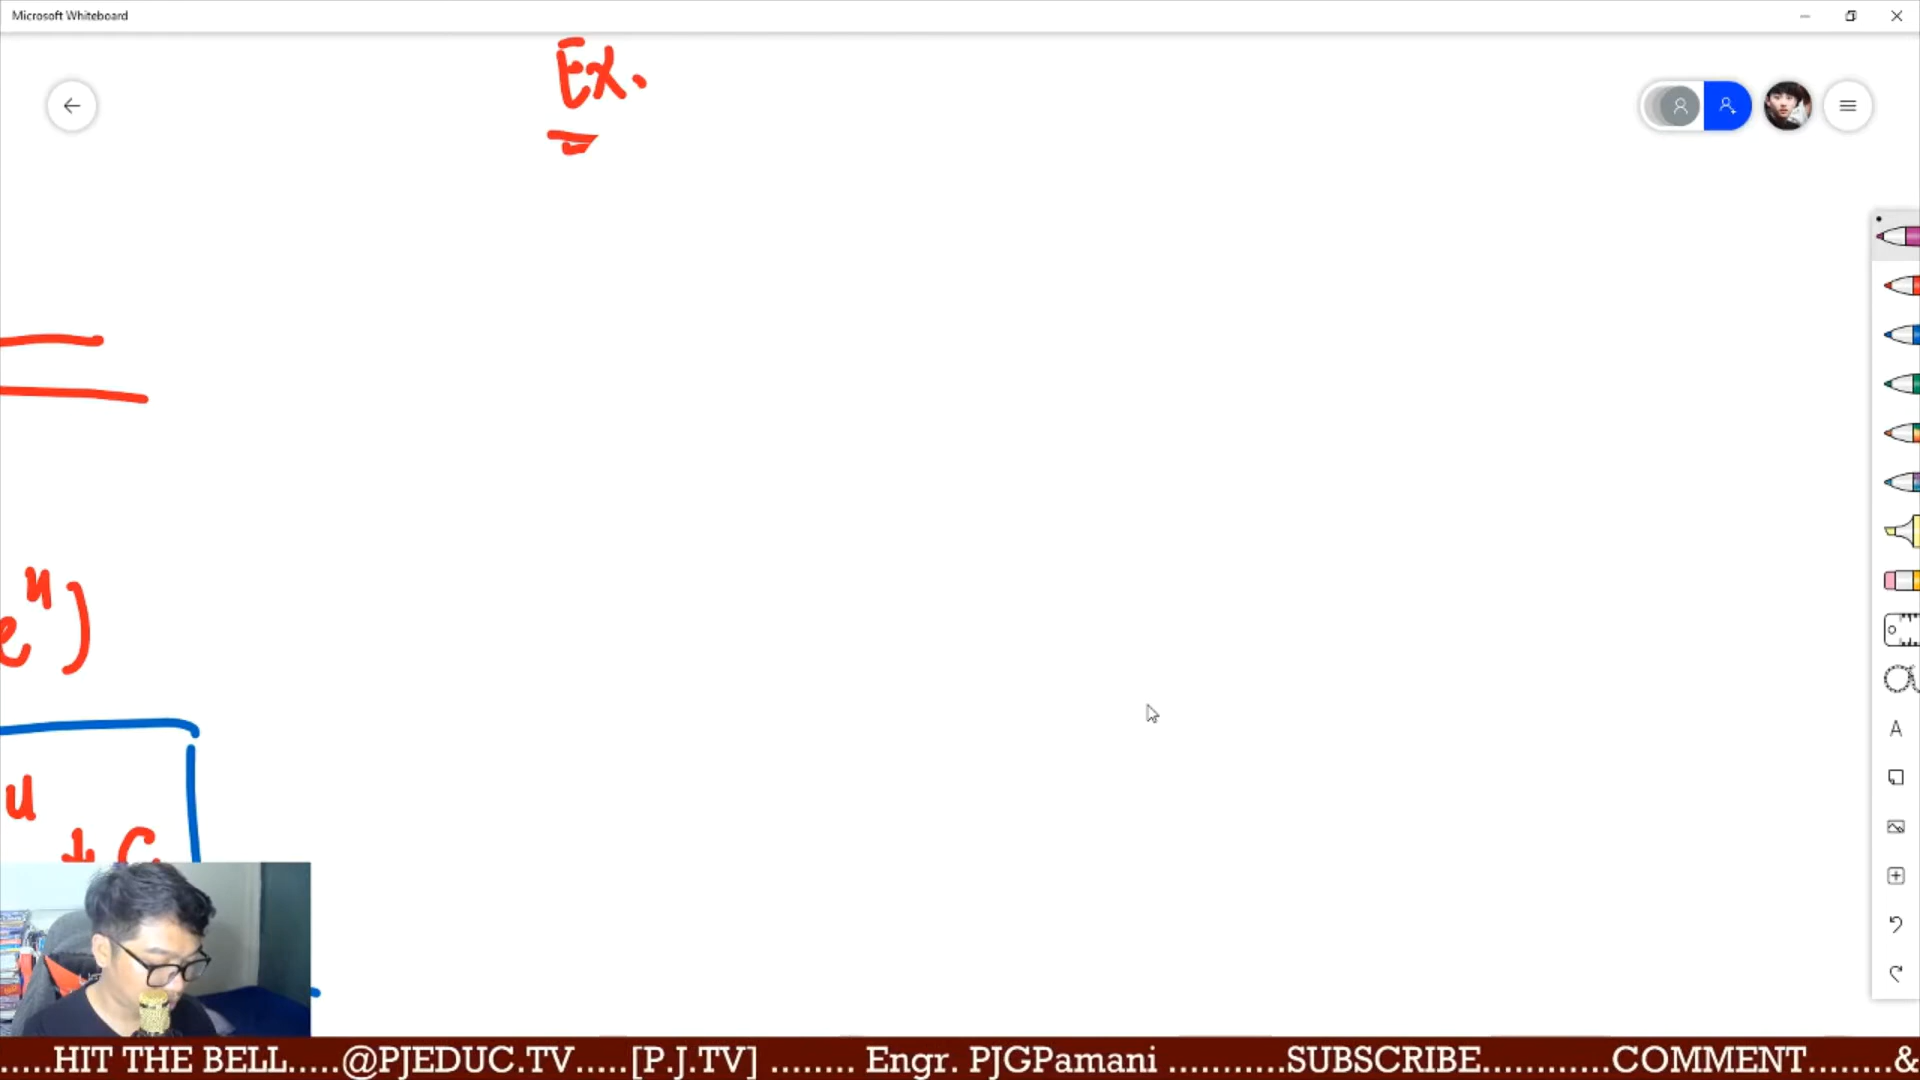 Microsoft Whiteboard
Ex.
e^u)
u
+ C
A
.....HIT THE BELL.....@PJEDUC.TV.....[P.J.TV] ........ Engr. PJGPamani ...........SUBSCRIBE............COMMENT........&